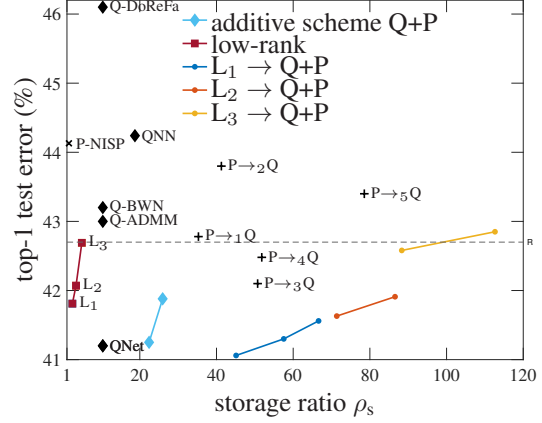 46
Q-DoReFa
additive scheme Q+P
low-rank
L₁ → Q+P
L₂ → Q+P
L₃ → Q+P
45
44
P-NISP
QNN
P→₂Q
P→₅Q
43
Q-BWN
Q-ADMM
P→₁Q
L₃
R
P→₄Q
P→₃Q
42
L₂
L₁
QNet
41
1 20 40 60 80 100 120
top-1 test error (%)
storage ratio ρₛ